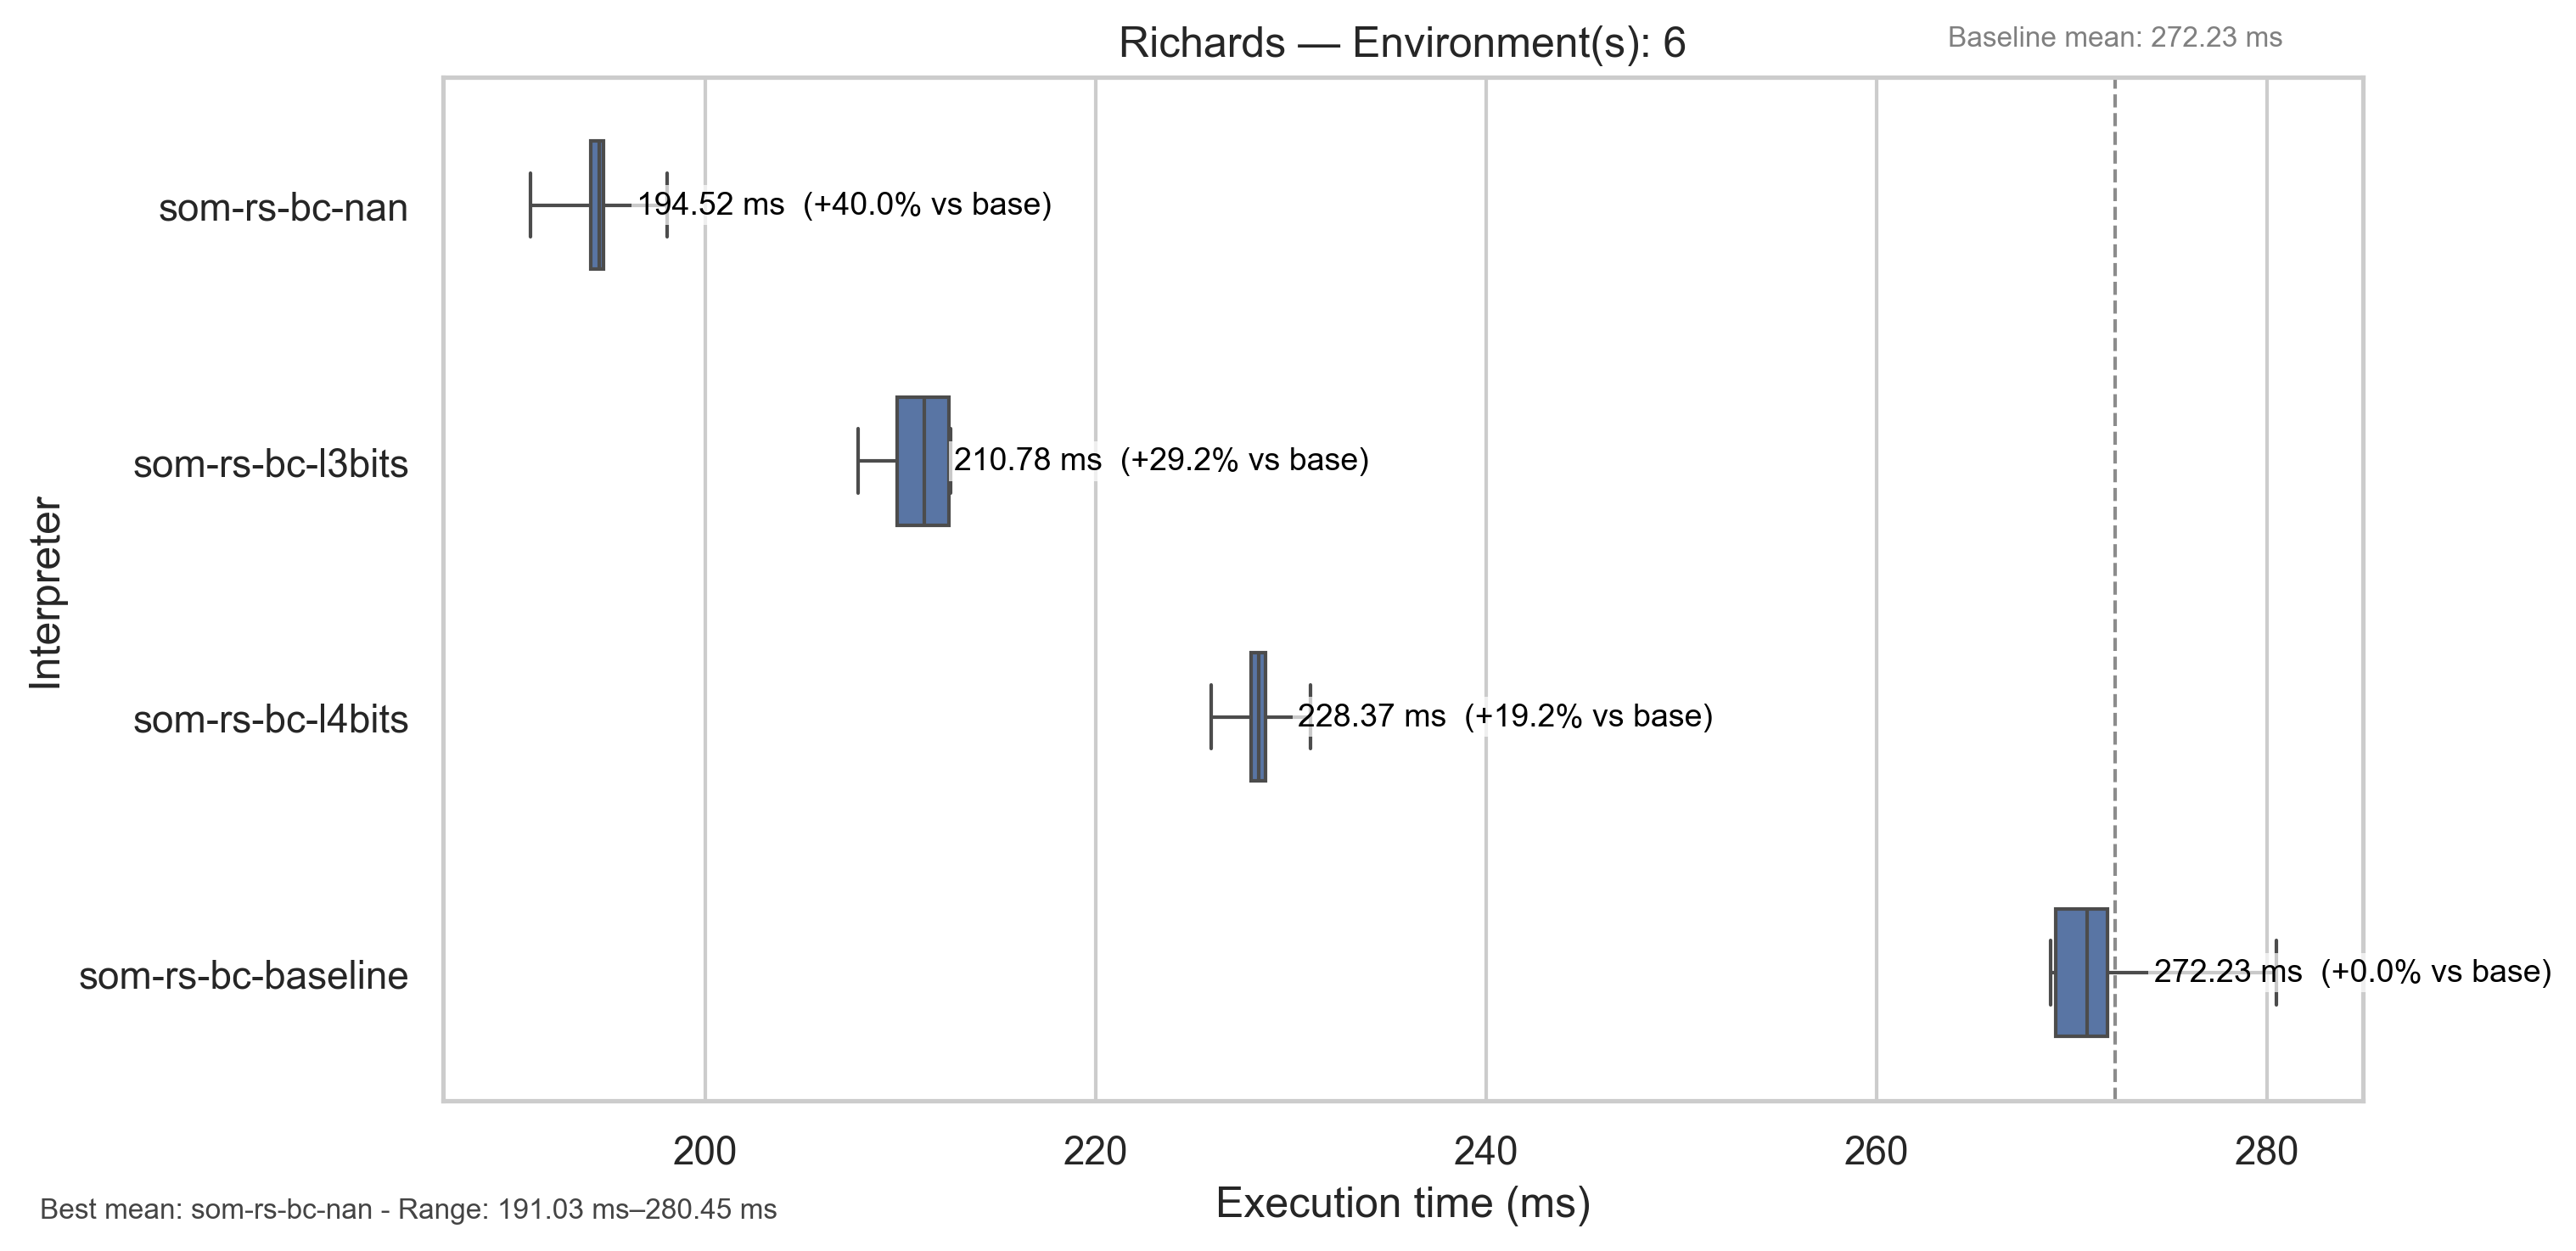 Richards — Environment(s): 6
Baseline mean: 272.23 ms
som-rs-bc-nan
194.52 ms  (+40.0% vs base)
som-rs-bc-l3bits
210.78 ms  (+29.2% vs base)
som-rs-bc-l4bits
228.37 ms  (+19.2% vs base)
som-rs-bc-baseline
272.23 ms  (+0.0% vs base)
Interpreter
200 220 240 260 280
Execution time (ms)
Best mean: som-rs-bc-nan - Range: 191.03 ms–280.45 ms